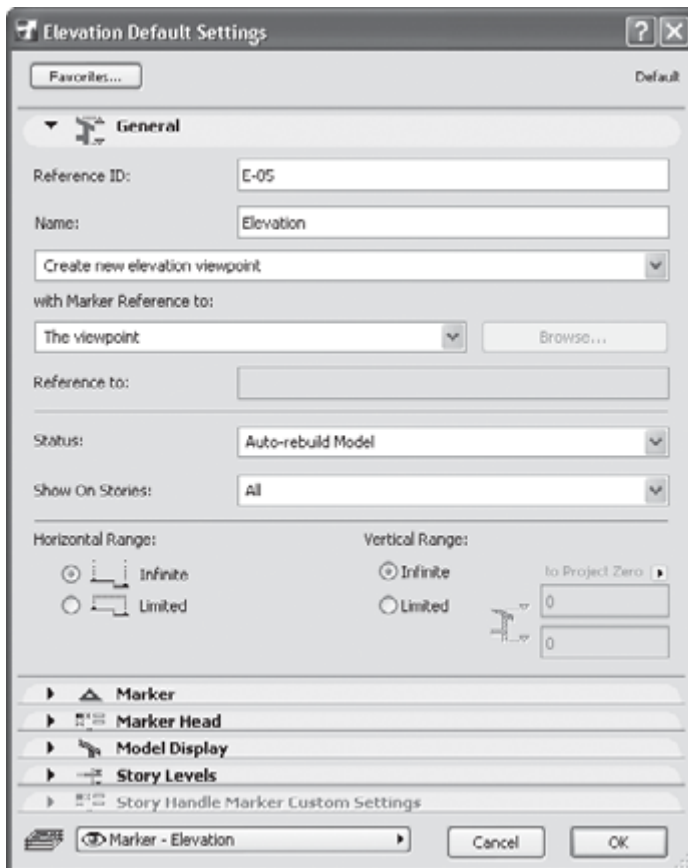 Elevation Default Settings
Favorites...
Default
General
Reference ID:
E-05
Name:
Elevation
Create new elevation viewpoint
with Marker Reference to:
The viewpoint
Browse...
Reference to:
Status:
Auto-rebuild Model
Show On Stories:
All
Horizontal Range:
Vertical Range:
Infinite
Infinite
to Project Zero
Limited
Limited
0
0
Marker
Marker Head
Model Display
Story Levels
Story Handle Marker Custom Settings
Marker - Elevation
Cancel
OK